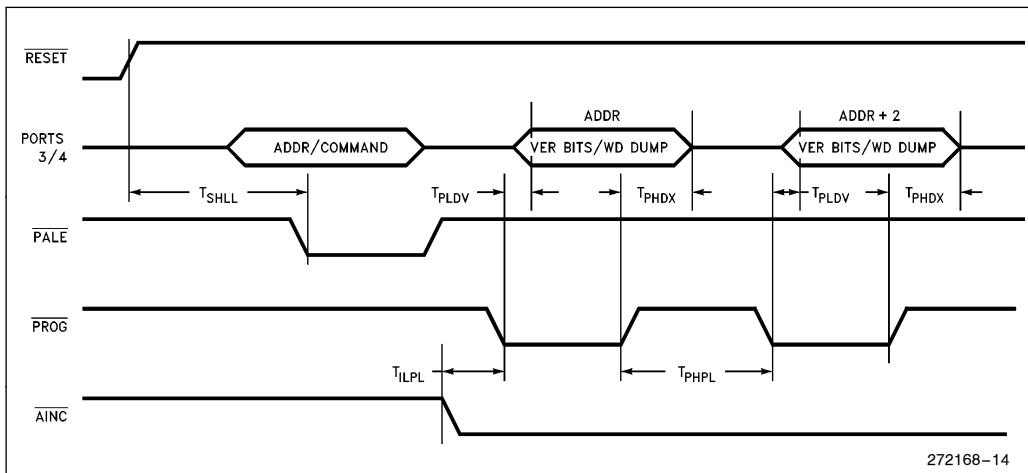 RESET
ADDR
ADDR + 2
PORTS
3/4
ADDR/COMMAND
VER BITS/WD DUMP
VER BITS/WD DUMP
TSHLL
TPLDV
TPHDX
TPLDV
TPHDX
PALE
PROG
TILPL
TPHPL
AINC
272168–14